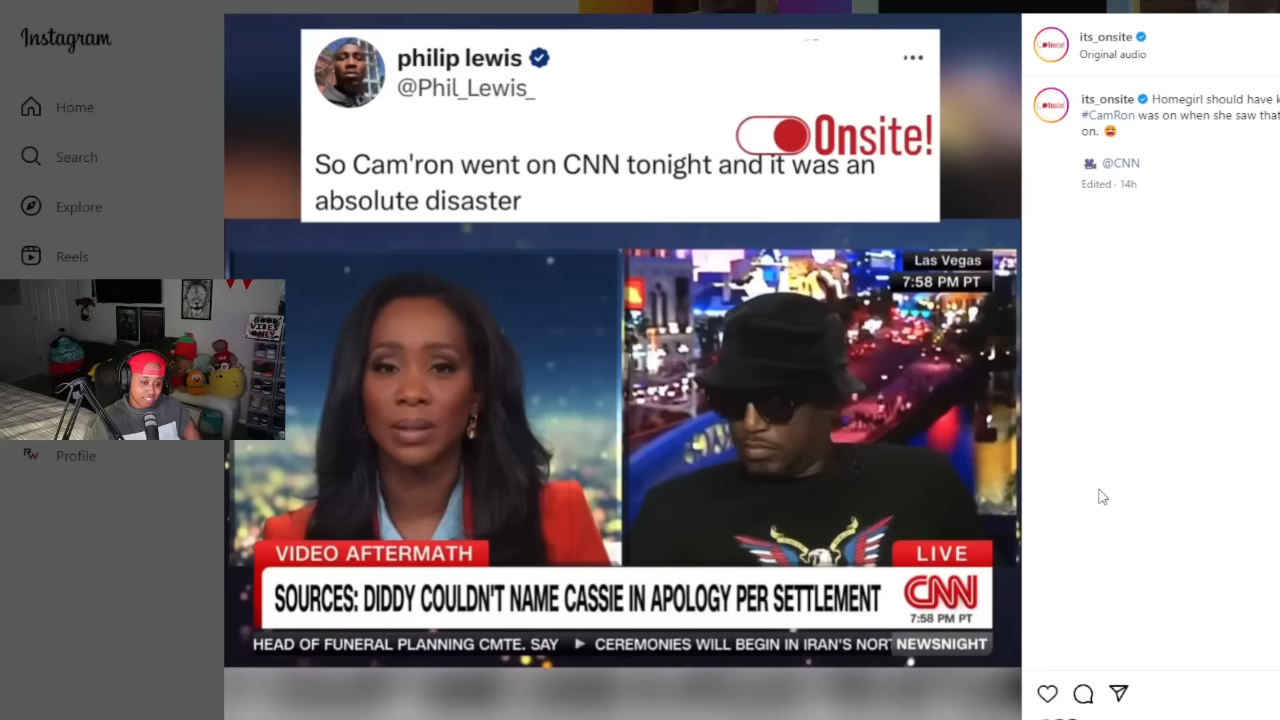 Instagram
Home
Search
Explore
Reels
Profile
philip lewis
@Phil_Lewis_
Onsite!
So Cam'ron went on CNN tonight and it was an
absolute disaster
Las Vegas
7:58 PM PT
VIDEO AFTERMATH
LIVE
SOURCES: DIDDY COULDN'T NAME CASSIE IN APOLOGY PER SETTLEMENT
CNN
7:58 PM PT
HEAD OF FUNERAL PLANNING CMTE. SAY ▶ CEREMONIES WILL BEGIN IN IRAN'S NOR
NEWSNIGHT
GOOD
VIBES
ONLY
its_onsite
Original audio
its_onsite Homegirl should have k
#CamRon was on when she saw that
on. 🤩
@CNN
Edited · 14h